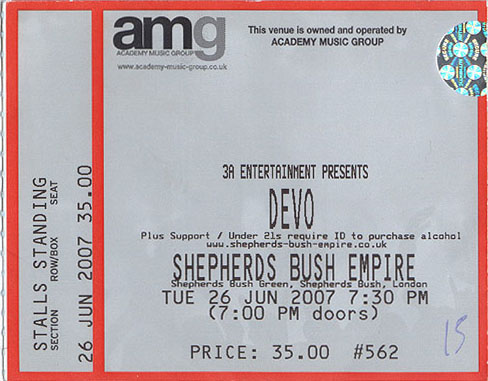 amg
ACADEMY MUSIC GROUP
www.academy-music-group.co.uk
This venue is owned and operated by
ACADEMY MUSIC GROUP
3A ENTERTAINMENT PRESENTS
DEVO
Plus Support / Under 21s require ID to purchase alcohol
www.shepherds-bush-empire.co.uk
SHEPHERDS BUSH EMPIRE
Shepherds Bush Green, Shepherds Bush, London
TUE 26 JUN 2007 7:30 PM
(7:00 PM doors)
PRICE: 35.00 #562
15
STALLS STANDING
SECTION ROW/BOX SEAT
26 JUN 2007 35.00